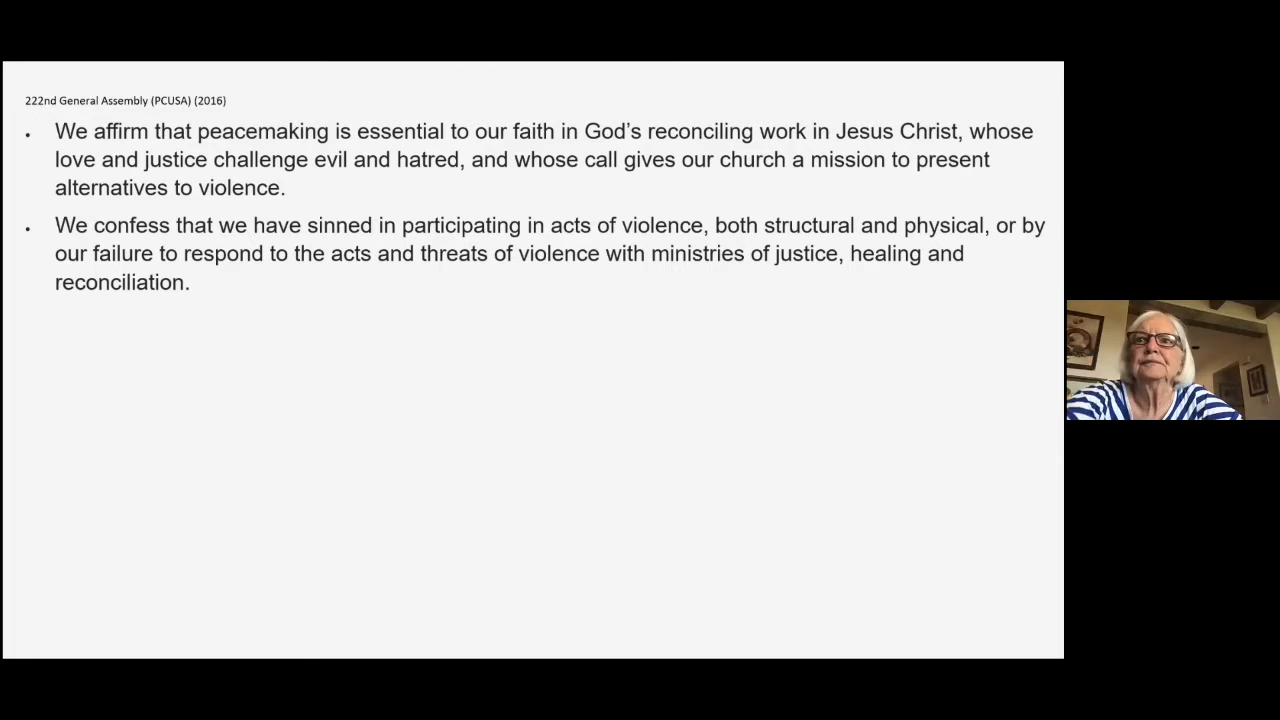 222nd General Assembly (PCUSA) (2016)
• We affirm that peacemaking is essential to our faith in God’s reconciling work in Jesus Christ, whose
love and justice challenge evil and hatred, and whose call gives our church a mission to present
alternatives to violence.
• We confess that we have sinned in participating in acts of violence, both structural and physical, or by
our failure to respond to the acts and threats of violence with ministries of justice, healing and
reconciliation.